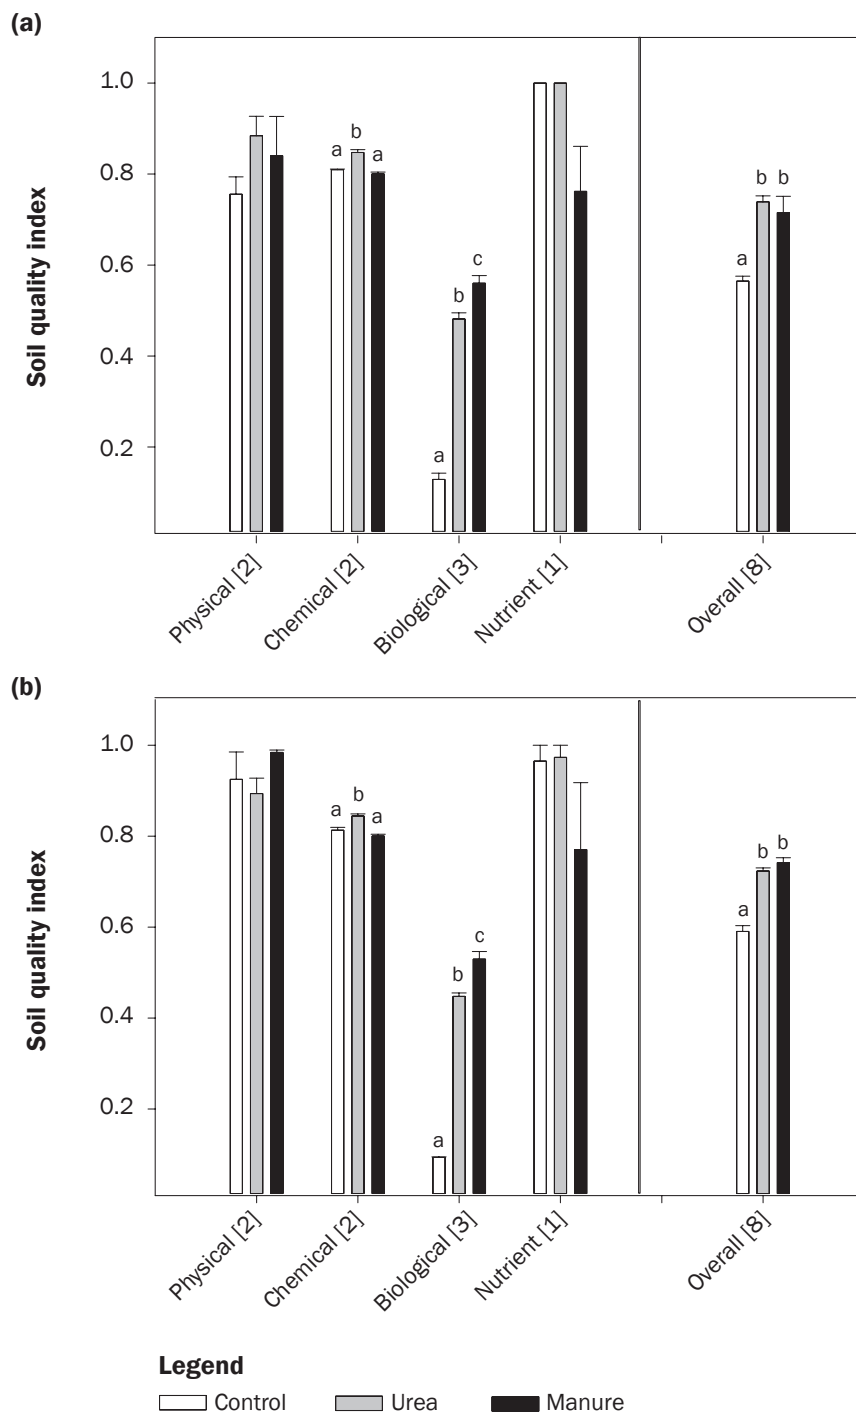 (a)
1.0
0.8
0.6
0.4
0.2
Soil quality index
a b a
a b c
a b b
Physical [2]
Chemical [2]
Biological [3]
Nutrient [1]
Overall [8]
(b)
1.0
0.8
0.6
0.4
0.2
Soil quality index
a b a
a b c
a b b
Physical [2]
Chemical [2]
Biological [3]
Nutrient [1]
Overall [8]
Legend
Control Urea Manure